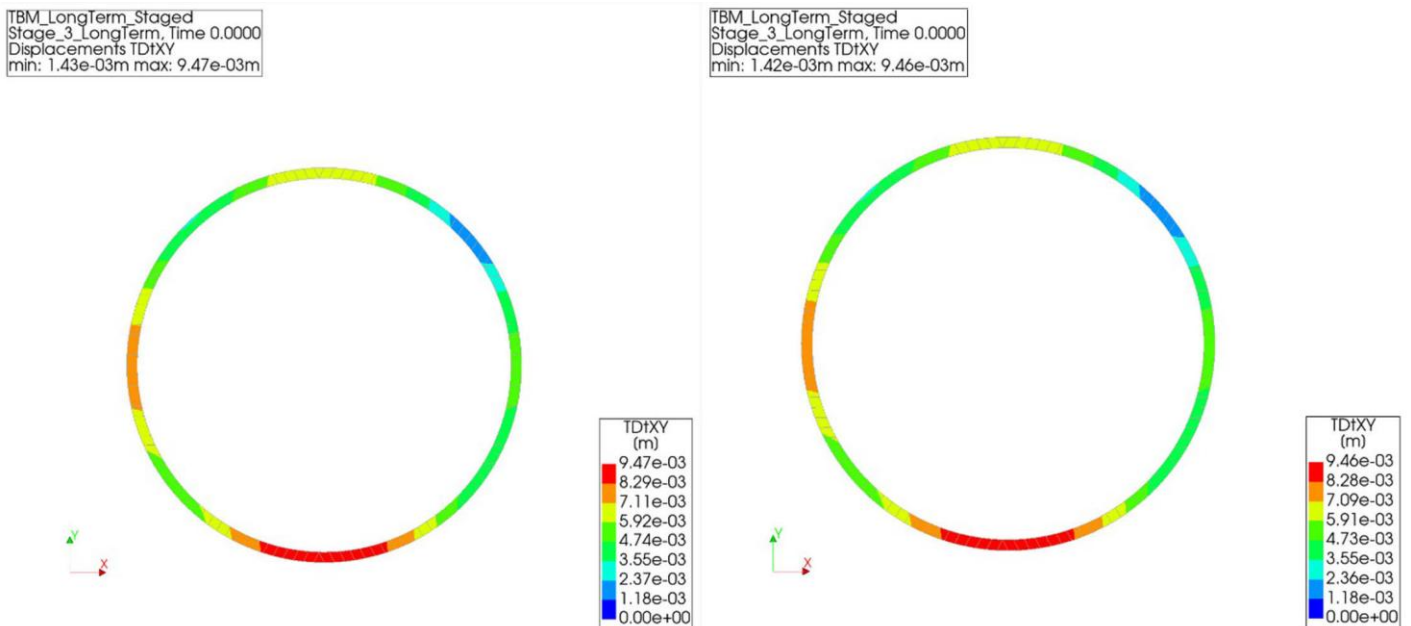 TBM_LongTerm_Staged
Stage_3_LongTerm, Time 0.0000
Displacements TDtXY
min: 1.43e-03m max: 9.47e-03m
TDtXY
(m)
9.47e-03
8.29e-03
7.11e-03
5.92e-03
4.74e-03
3.55e-03
2.37e-03
1.18e-03
0.00e+00
Y
X
TBM_LongTerm_Staged
Stage_3_LongTerm, Time 0.0000
Displacements TDtXY
min: 1.42e-03m max: 9.46e-03m
TDtXY
(m)
9.46e-03
8.28e-03
7.09e-03
5.91e-03
4.73e-03
3.55e-03
2.36e-03
1.18e-03
0.00e+00
Y
X